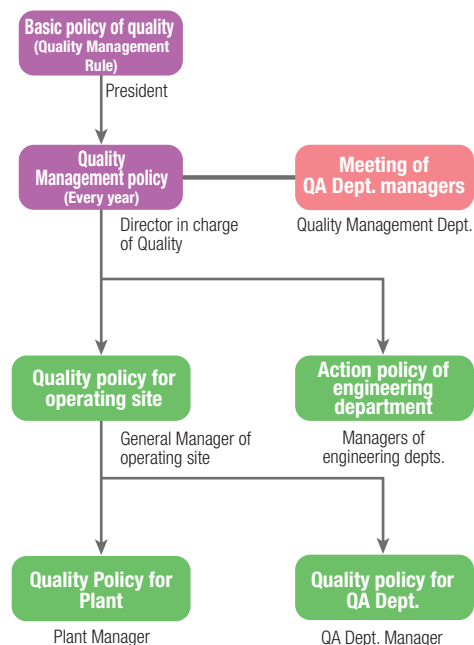 Basic policy of quality
(Quality Management
Rule)
President
Quality
Management policy
(Every year)
Meeting of
QA Dept. managers
Director in charge
of Quality
Quality Management Dept.
Quality policy for
operating site
Action policy of
engineering
department
General Manager of
operating site
Managers of
engineering depts.
Quality Policy for
Plant
Quality policy for
QA Dept.
Plant Manager
QA Dept. Manager